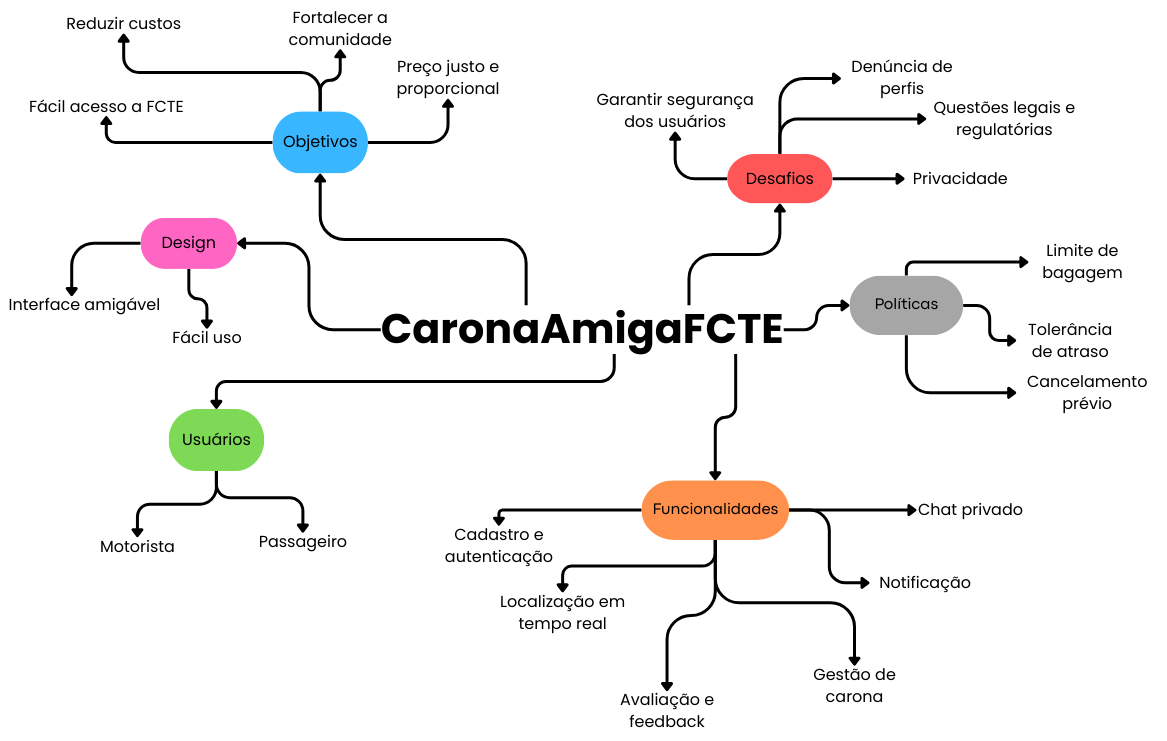 Reduzir custos
Fortalecer a
comunidade
Preço justo e
proporcional
Fácil acesso a FCTE
Objetivos
Denúncia de
perfis
Garantir segurança
dos usuários
Questões legais e
regulatórias
Desafios
Privacidade
Design
Interface amigável
Fácil uso
CaronaAmigaFCTE
Limite de
bagagem
Políticas
Tolerância
de atraso
Cancelamento
prévio
Usuários
Motorista
Passageiro
Funcionalidades
Chat privado
Cadastro e
autenticação
Notificação
Localização em
tempo real
Gestão de
carona
Avaliação e
feedback